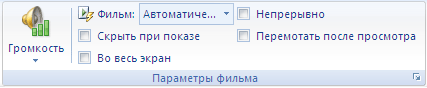 Громкость
Фильм: Автоматиче...
Скрыть при показе
Во весь экран
Непрерывно
Перемотать после просмотра
Параметры фильма